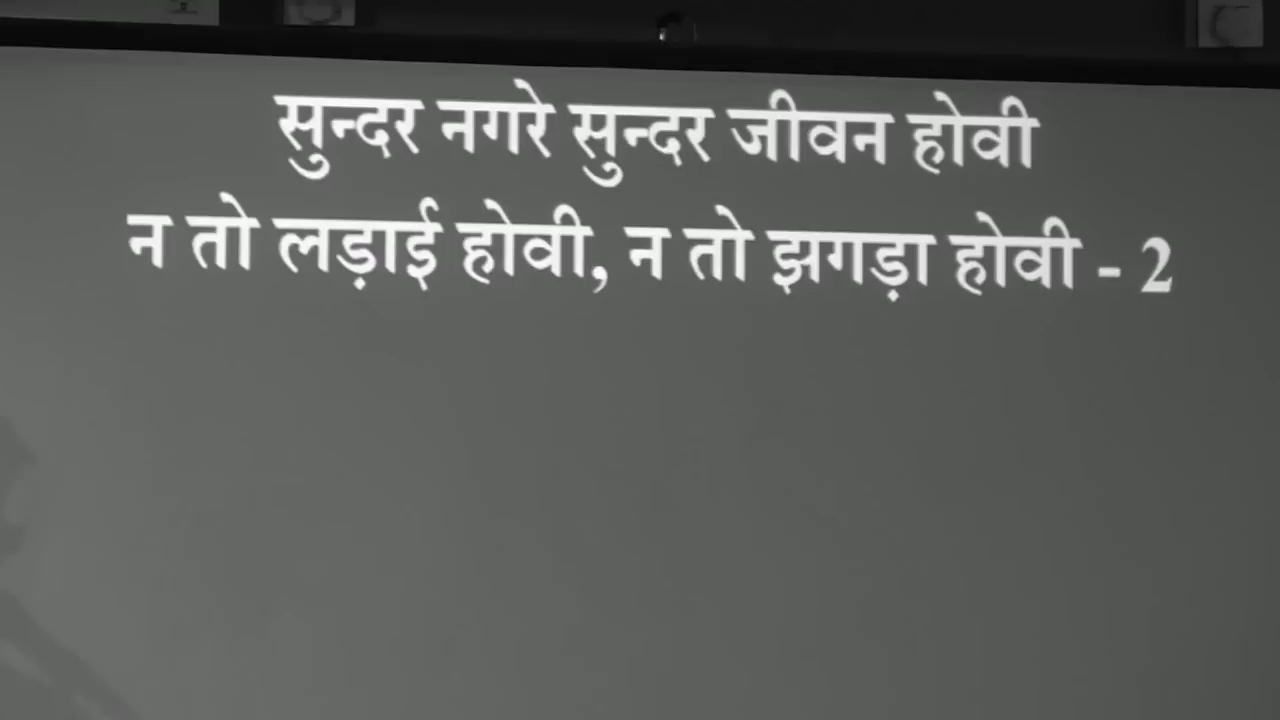 सुन्दर नगरे सुन्दर जीवन होवी
न तो लड़ाई होवी, न तो झगड़ा होवी - 2